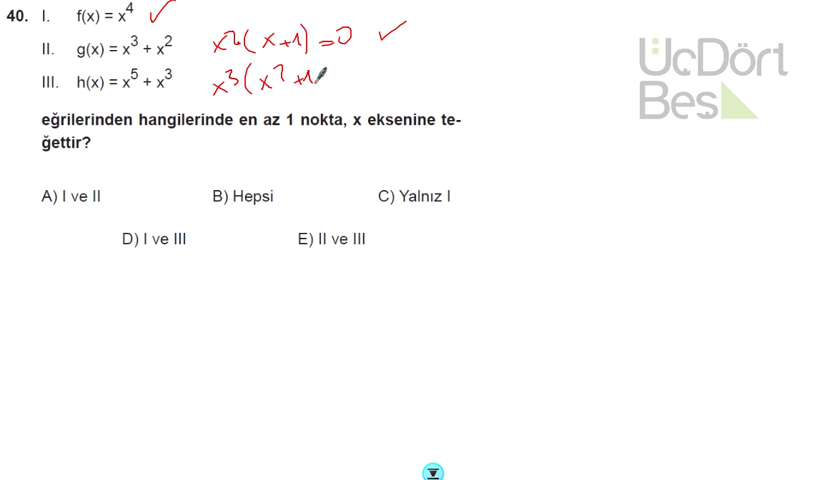 40. I. f(x) = x⁴ ✓
II. g(x) = x³ + x² x²(x+1)=0 ✓
III. h(x) = x⁵ + x³ x³(x²+1
eğrilerinden hangilerinde en az 1 nokta, x eksenine te-
ğettir?
A) I ve II B) Hepsi C) Yalnız I
D) I ve III E) II ve III
ÜçDört
Beş